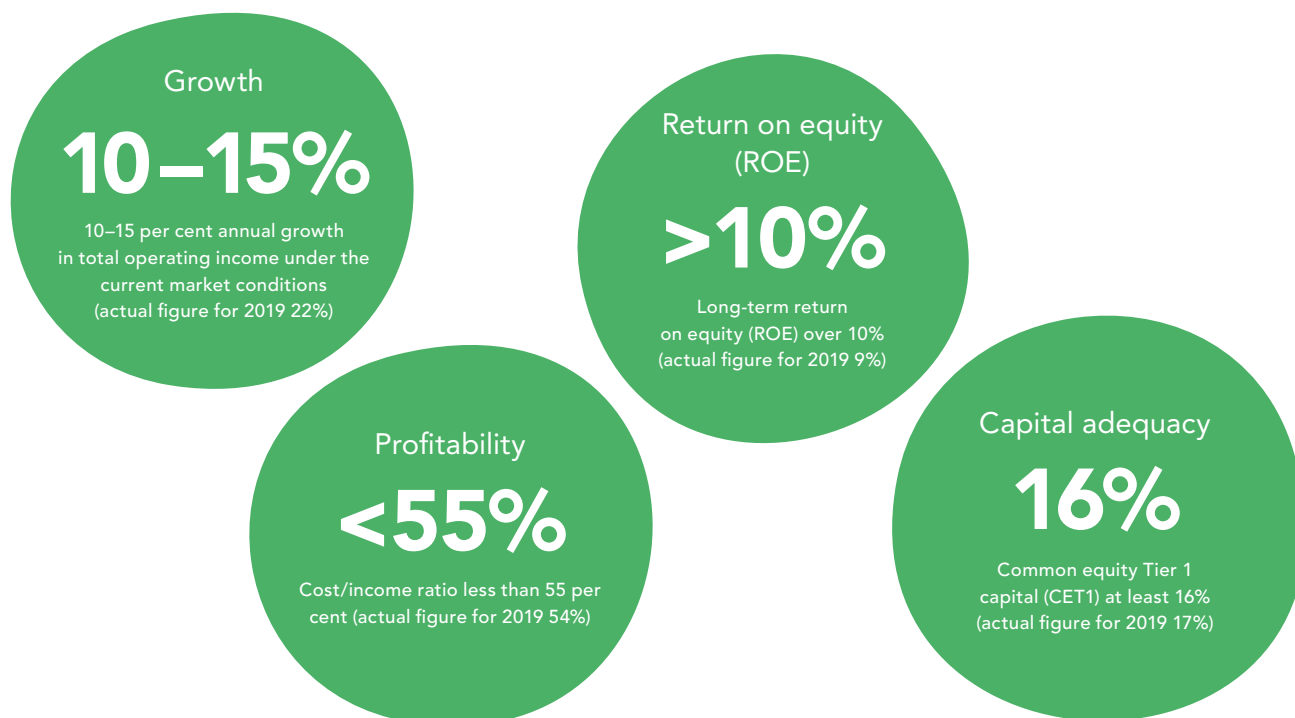 Growth
10–15%
10–15 per cent annual growth
in total operating income under the
current market conditions
(actual figure for 2019 22%)
Return on equity
(ROE)
>10%
Long-term return
on equity (ROE) over 10%
(actual figure for 2019 9%)
Profitability
<55%
Cost/income ratio less than 55 per
cent (actual figure for 2019 54%)
Capital adequacy
16%
Common equity Tier 1
capital (CET1) at least 16%
(actual figure for 2019 17%)